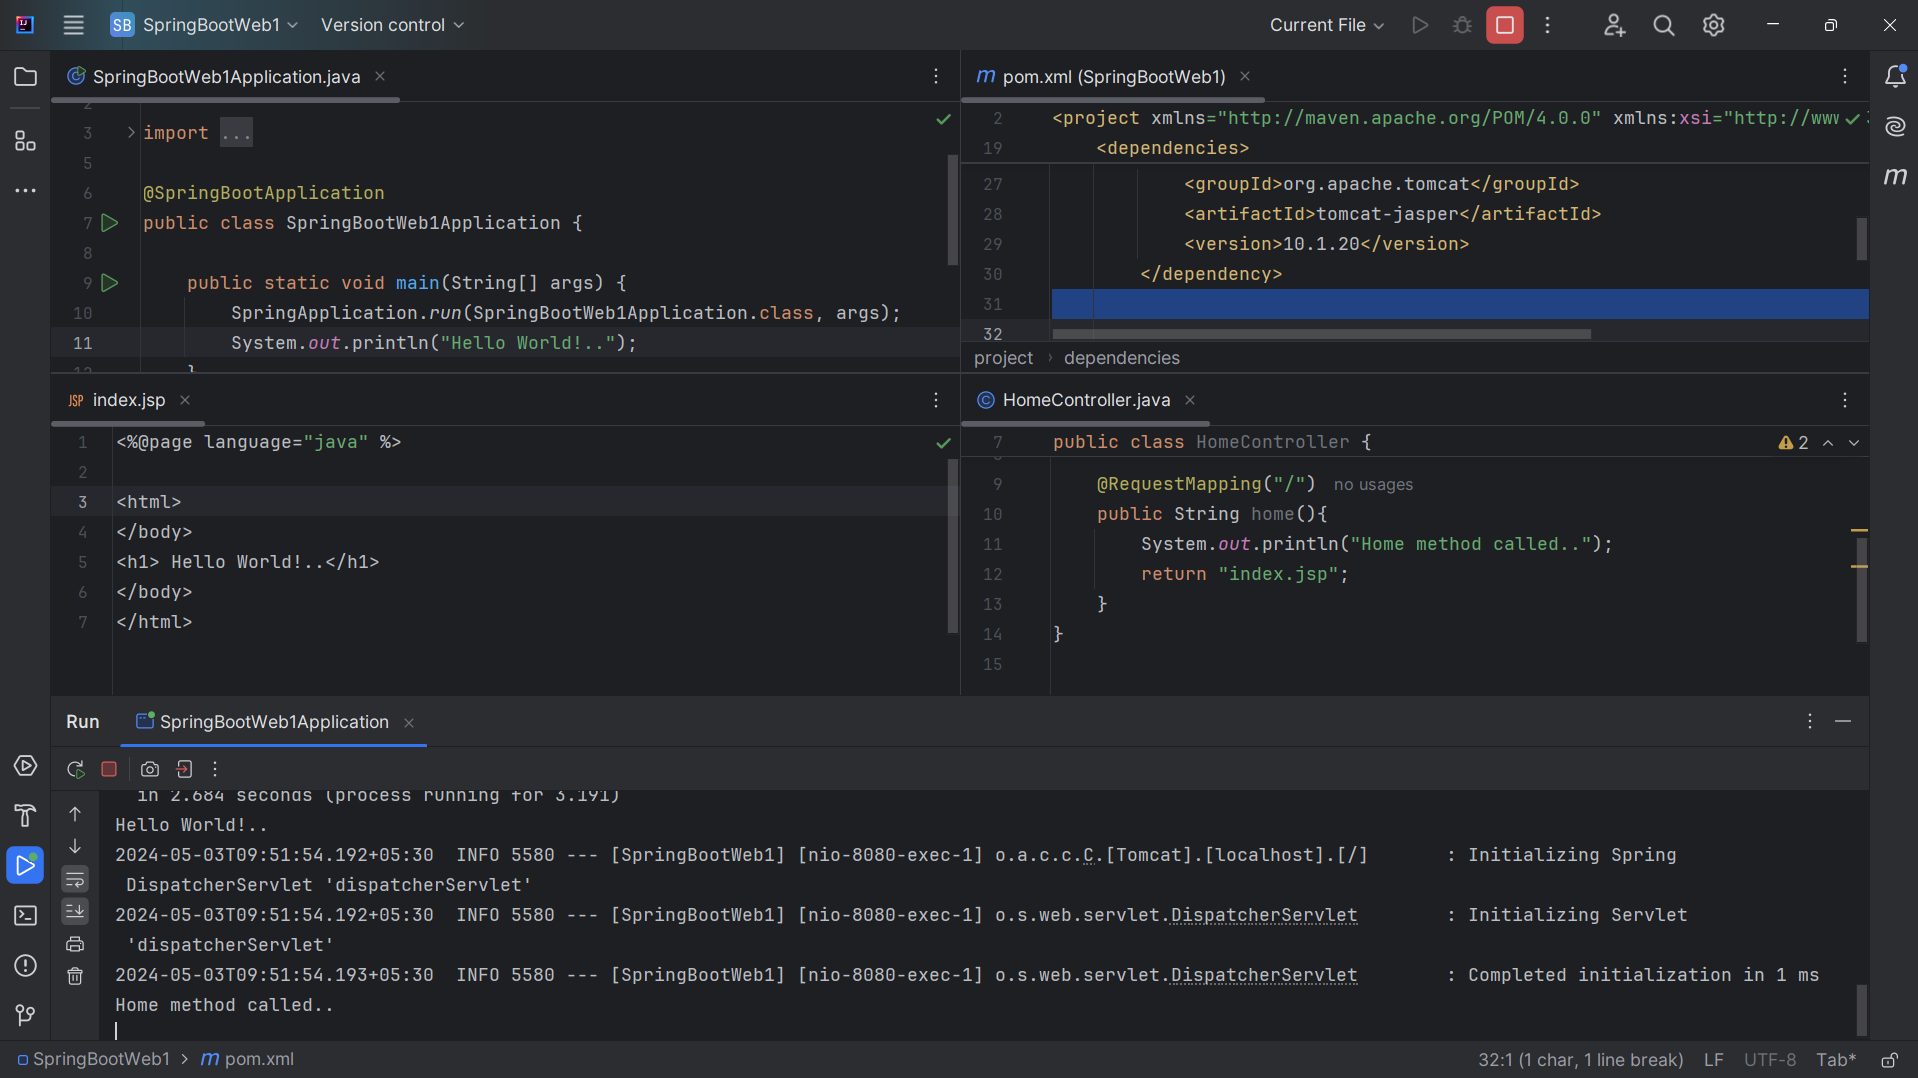 SB SpringBootWeb1 Version control Current File
SpringBootWeb1Application.java
2
3 import ...
5
6 @SpringBootApplication
7 public class SpringBootWeb1Application {
8
9 public static void main(String[] args) {
10 SpringApplication.run(SpringBootWeb1Application.class, args);
11 System.out.println("Hello World!..");
12 }
m pom.xml (SpringBootWeb1)
2 <project xmlns="http://maven.apache.org/POM/4.0.0" xmlns:xsi="http://www
19 <dependencies>
27 <groupId>org.apache.tomcat</groupId>
28 <artifactId>tomcat-jasper</artifactId>
29 <version>10.1.20</version>
30 </dependency>
31
32
project › dependencies
JSP index.jsp
1 <%@page language="java" %>
2
3 <html>
4 </body>
5 <h1> Hello World!..</h1>
6 </body>
7 </html>
HomeController.java
7 public class HomeController { 2
9 @RequestMapping("/") no usages
10 public String home(){
11 System.out.println("Home method called..");
12 return "index.jsp";
13 }
14 }
15
m
Run SpringBootWeb1Application
in 2.684 seconds (process running for 3.191)
Hello World!..
2024-05-03T09:51:54.192+05:30 INFO 5580 --- [SpringBootWeb1] [nio-8080-exec-1] o.a.c.c.C.[Tomcat].[localhost].[/] : Initializing Spring
DispatcherServlet 'dispatcherServlet'
2024-05-03T09:51:54.192+05:30 INFO 5580 --- [SpringBootWeb1] [nio-8080-exec-1] o.s.web.servlet.DispatcherServlet : Initializing Servlet
'dispatcherServlet'
2024-05-03T09:51:54.193+05:30 INFO 5580 --- [SpringBootWeb1] [nio-8080-exec-1] o.s.web.servlet.DispatcherServlet : Completed initialization in 1 ms
Home method called..
SpringBootWeb1 > m pom.xml 32:1 (1 char, 1 line break) LF UTF-8 Tab*